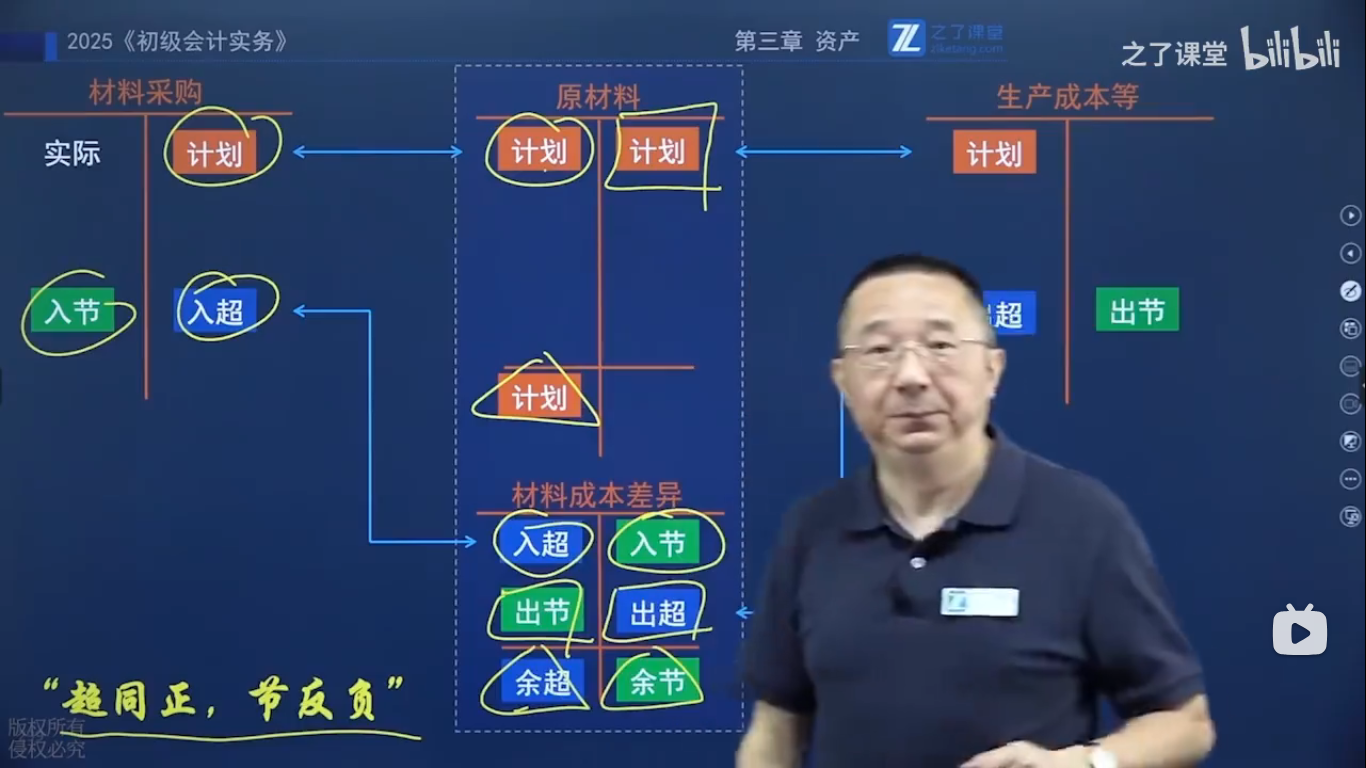 2025《初级会计实务》
第三章 资产
之了课堂
zlketang.com
之了课堂 bilibili
材料采购
原材料
生产成本等
实际
计划
计划
计划
计划
入节
入超
超
出节
计划
材料成本差异
入超
入节
出节
出超
余超
余节
“超同正，节反负”
版权所有
侵权必究